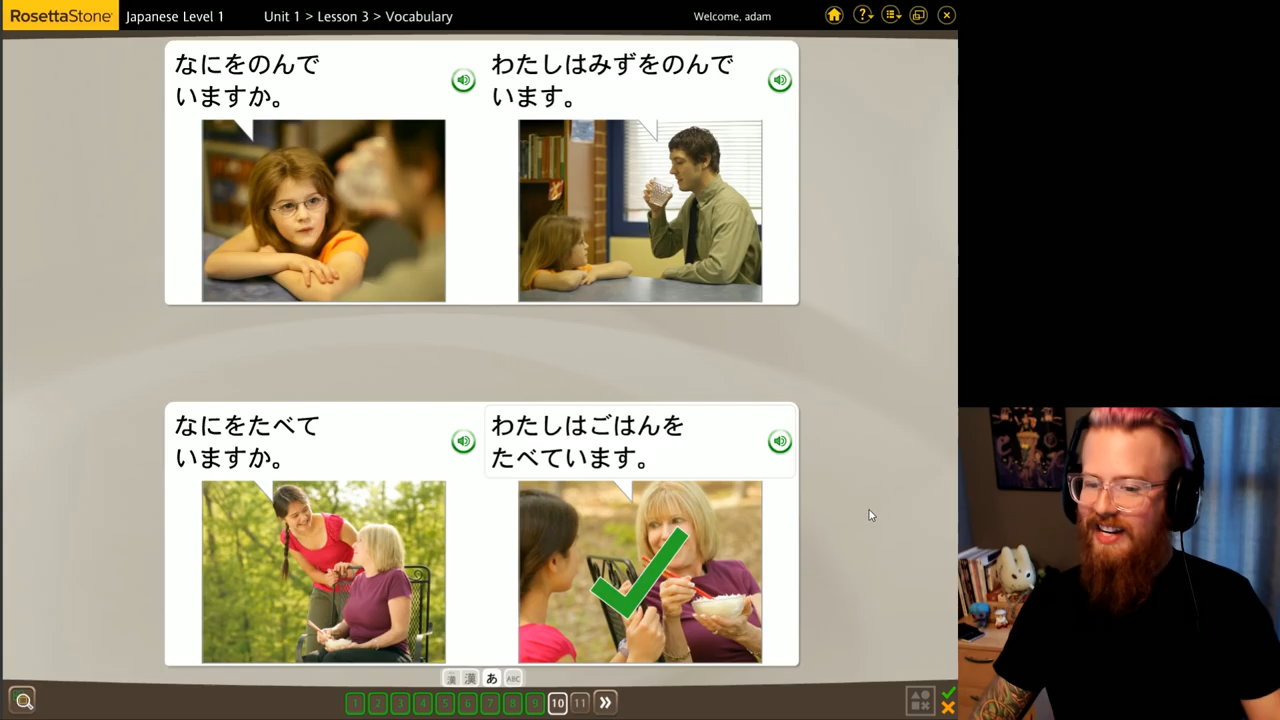 RosettaStone
Japanese Level 1
Unit 1 > Lesson 3 > Vocabulary
Welcome, adam
なにをのんで
いますか。
わたしはみずをのんで
います。
なにをたべて
いますか。
わたしはごはんを
たべています。
漢 漢 あ ABC
1 2 3 4 5 6 7 8 9 10 11